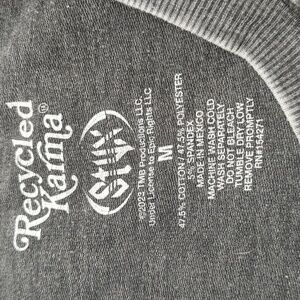 Recycled
Karma®
STYX
©2023 TMB Productions LLC.
Under License to Epic Rights LLC
M
47.5% COTTON / 47.5% POLYESTER
5% SPANDEX
MADE IN MEXICO
MACHINE WASH COLD
WASH SEPARATELY
DO NOT BLEACH
TUMBLE DRY LOW
REMOVE PROMPTLY
RN#154271